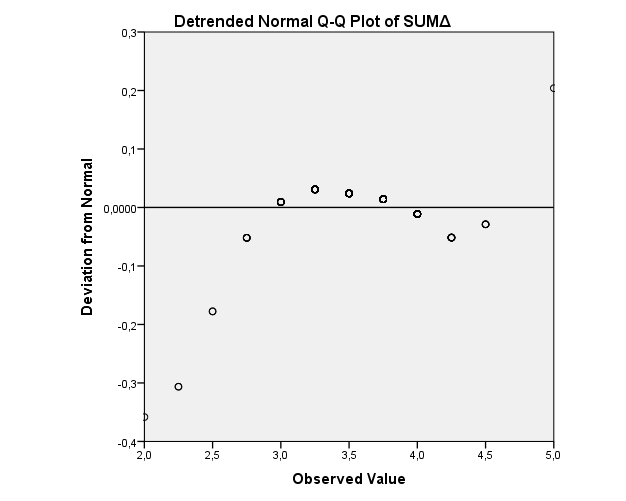 Detrended Normal Q-Q Plot of SUMΔ
Deviation from Normal
0,3
0,2
0,1
0,0000
-0,1
-0,2
-0,3
-0,4
2,0 2,5 3,0 3,5 4,0 4,5 5,0
Observed Value